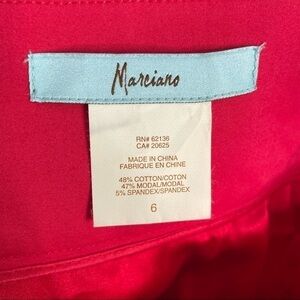 Marciano
RN# 62136
CA# 20625
MADE IN CHINA
FABRIQUE EN CHINE
48% COTTON/COTON
47% MODAL/MODAL
5% SPANDEX/SPANDEX
6